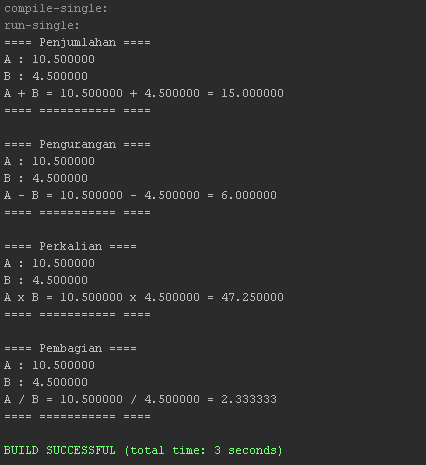 compile-single:
run-single:
==== Penjumlahan ====
A : 10.500000
B : 4.500000
A + B = 10.500000 + 4.500000 = 15.000000
==== =========== ====
==== Pengurangan ====
A : 10.500000
B : 4.500000
A - B = 10.500000 - 4.500000 = 6.000000
==== =========== ====
==== Perkalian ====
A : 10.500000
B : 4.500000
A x B = 10.500000 x 4.500000 = 47.250000
==== =========== ====
==== Pembagian ====
A : 10.500000
B : 4.500000
A / B = 10.500000 / 4.500000 = 2.333333
==== =========== ====
BUILD SUCCESSFUL (total time: 3 seconds)